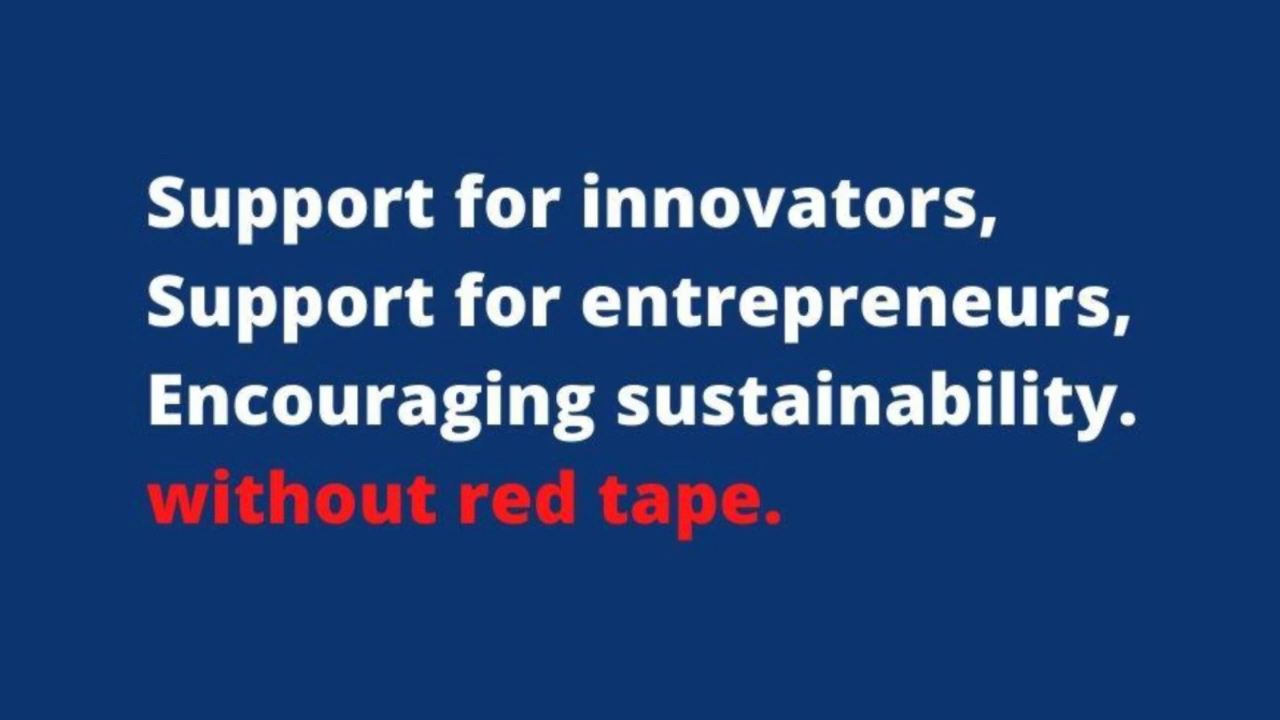 Support for innovators,
Support for entrepreneurs,
Encouraging sustainability.
without red tape.